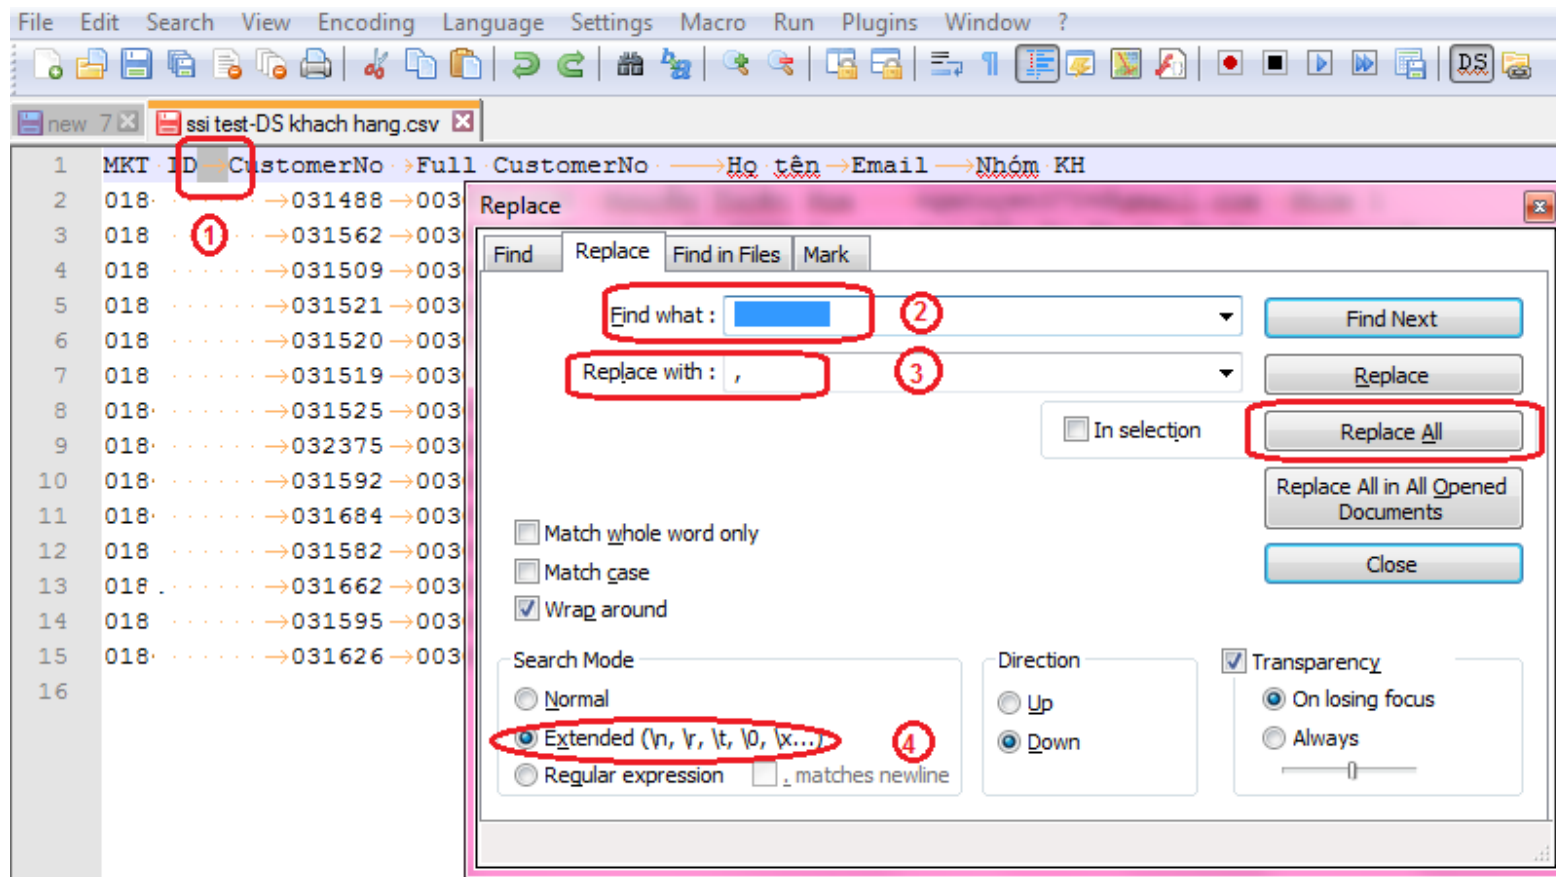 File Edit Search View Encoding Language Settings Macro Run Plugins Window ?
DS
new 7 ssi test-DS khach hang.csv
1 MKT ID CustomerNo Full CustomerNo Họ tên Email Nhóm KH
2 018 031488 003
3 018 031562 003
4 018 031509 003
5 018 031521 003
6 018 031520 003
7 018 031519 003
8 018 031525 003
9 018 032375 003
10 018 031592 003
11 018 031684 003
12 018 031582 003
13 018 031662 003
14 018 031595 003
15 018 031626 003
16
1
Replace
Find Replace Find in Files Mark
Find what : 2 Find Next
Replace with : , 3 Replace
In selection Replace All
Replace All in All Opened
Documents
Match whole word only
Close
Match case
Wrap around
Search Mode Direction Transparency
Normal Up On losing focus
Extended (\n, \r, \t, \0, \x...) 4 Down Always
Regular expression . matches newline